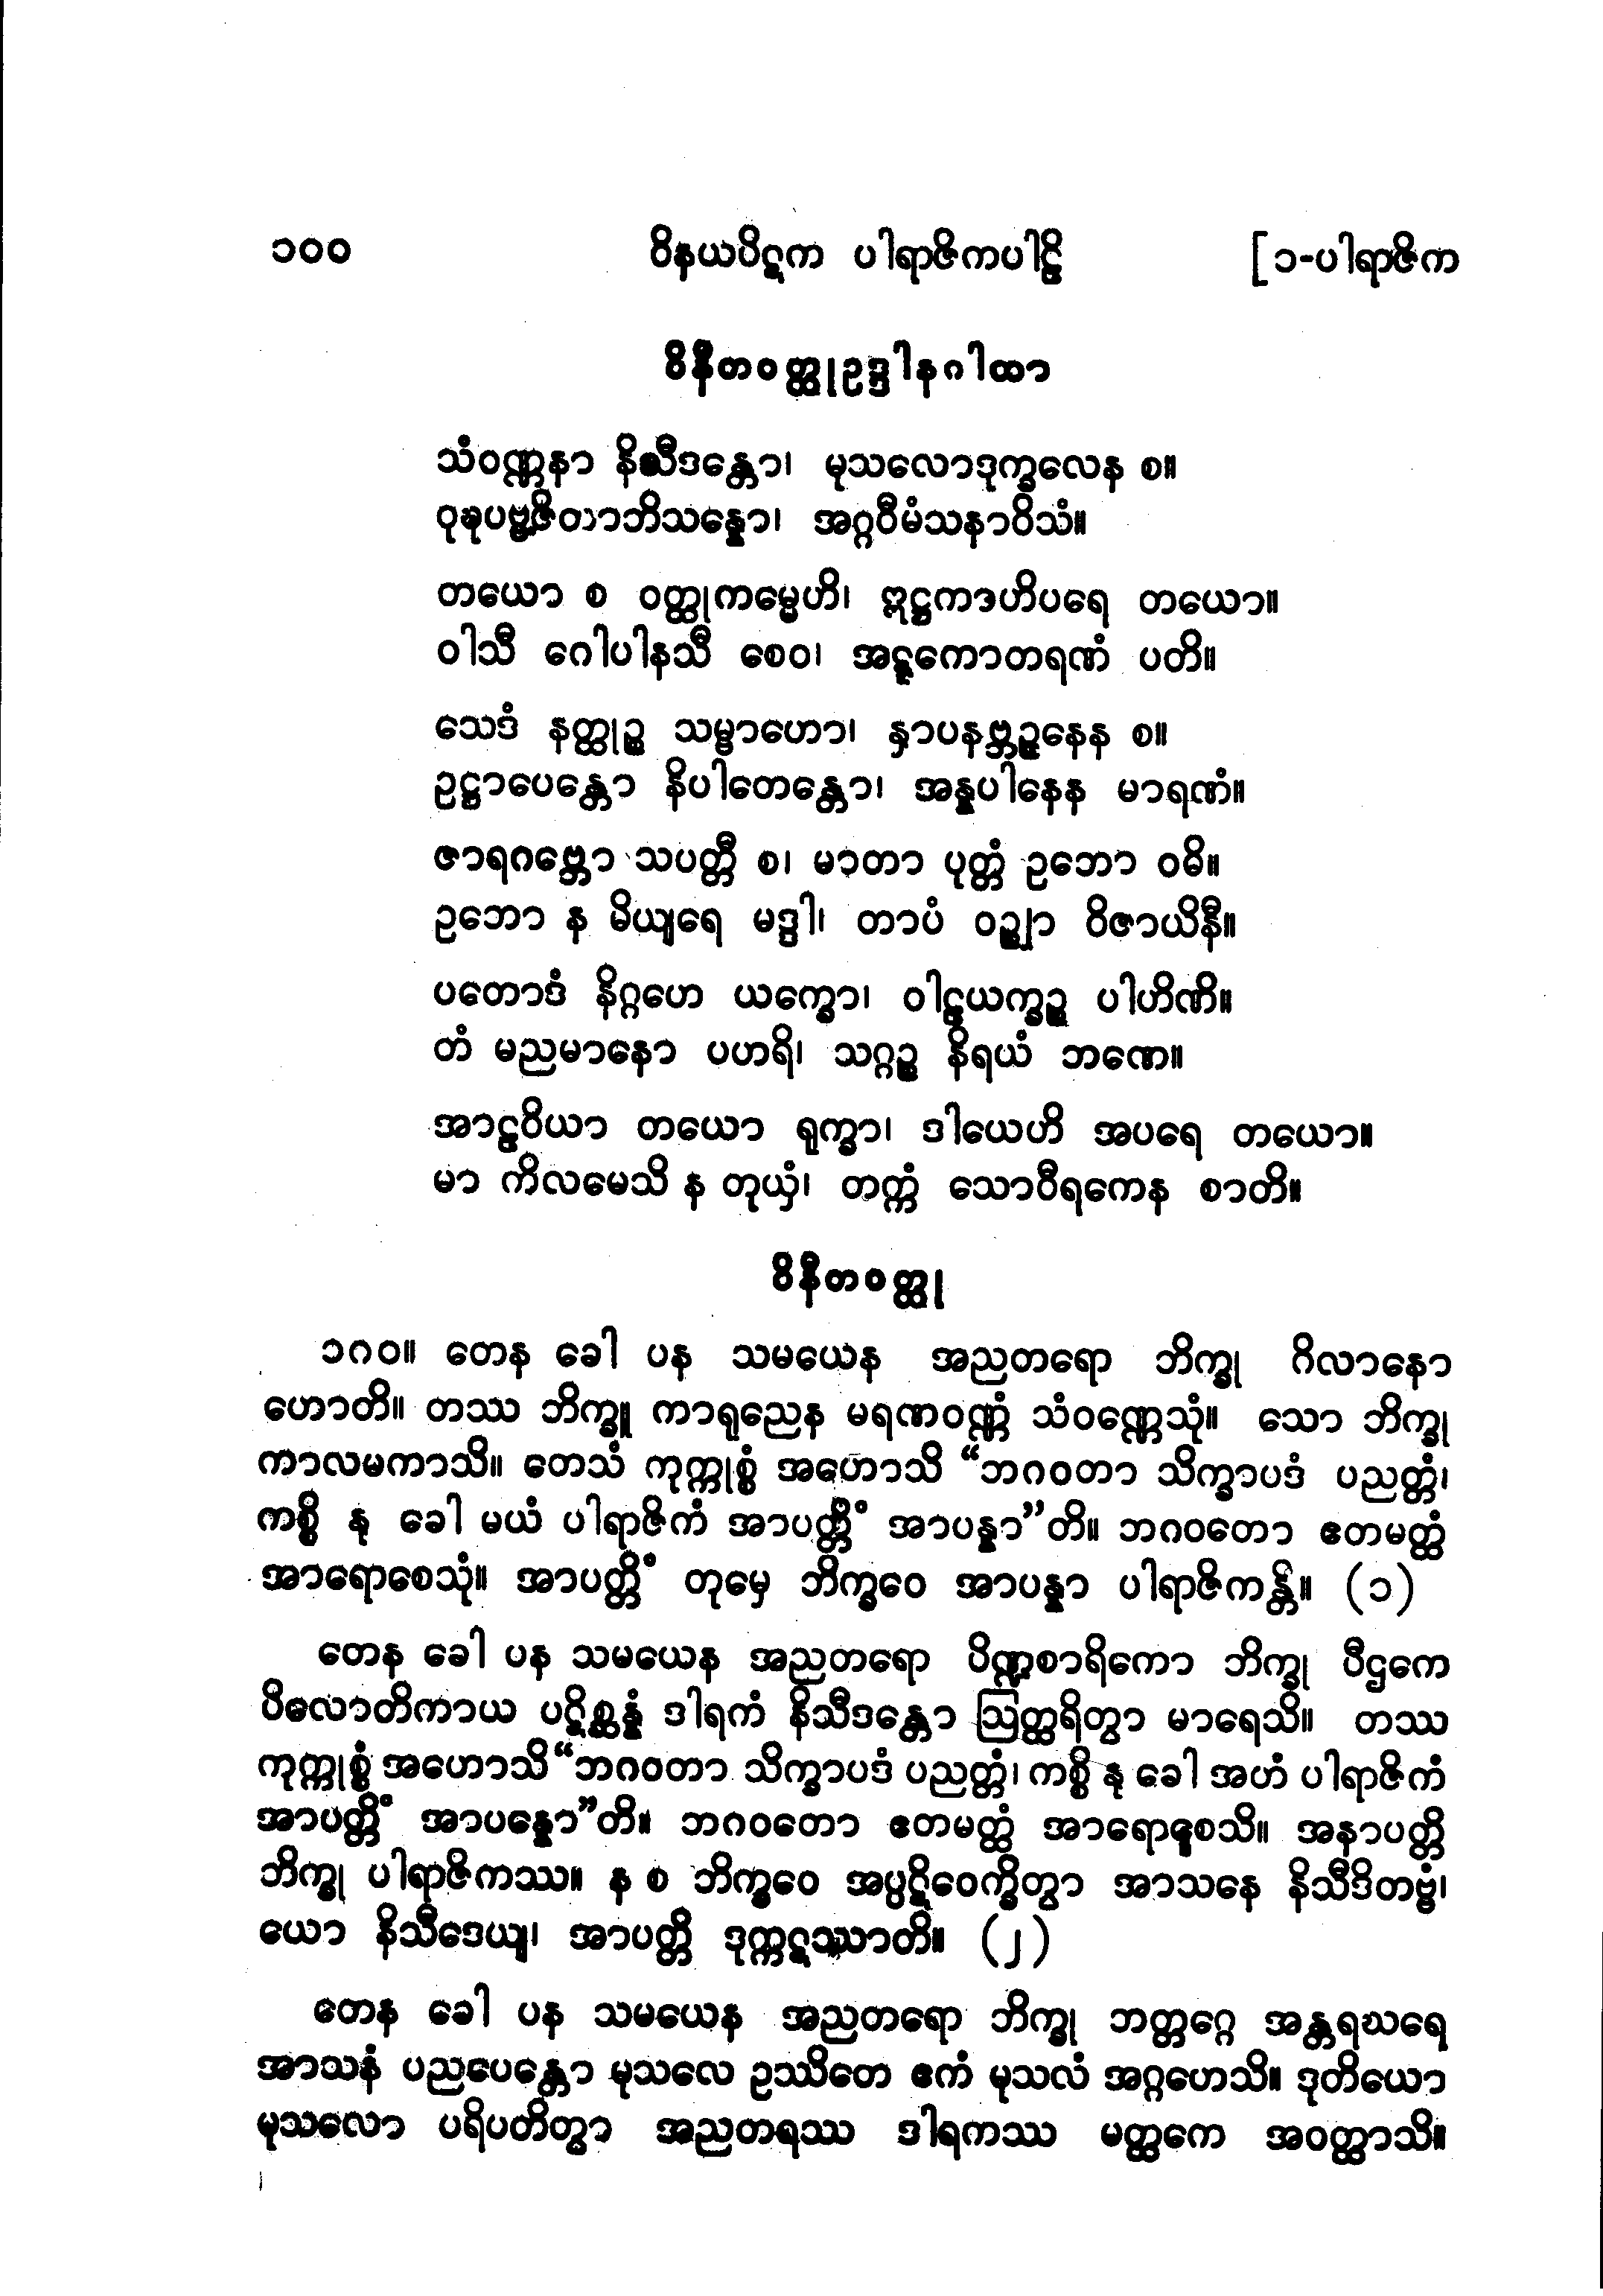 ၁၀၀ ဝိနယပိဋက ပါရာဇိကပါဠိ [၁-ပါရာဇိက
ဝိနီတဝတ္ထုဥဒ္ဒါနဂါထာ
သံဝဏ္ဏနာ နိသီဒန္တော၊ မုသလောဒုက္ခလေန စ။
ဝုဍ္ဎပဗ္ဗဇိတာဘိသန္နော၊ အဂ္ဂဝီမံသနာဝိသံ။
တယော စ ဝတ္ထုကမ္မေဟိ၊ ဣဋ္ဌကာဟိပရေ တယော။
ဝါသီ ဂေါပါနသီ စေဝ၊ အဋ္ဋကောတရဏံ ပတိ။
သေဒံ နတ္ထုဉ္စ သမ္ဗာဟော၊ နှာပနဗ္ဘဉ္ဇနေန စ။
ဥဋ္ဌာပေန္တော နိပါတေန္တော၊ အန္နပါနေန မာရဏံ။
ဇာရဂဗ္ဘော သပတ္တီ စ၊ မာတာ ပုတ္တံ ဥဘော ဝဓိ။
ဥဘော န မိယျရေ မဒ္ဒါ၊ တာပံ ဝဉ္ဈာ ဝိဇာယိနီ။
ပတောဒံ နိဂ္ဂဟေ ယက္ခော၊ ဝါဠယက္ခဉ္စ ပါဟိဏိ။
တံ မညမာနော ပဟရိ၊ သဂ္ဂဉ္စ နိရယံ ဘဏေ။
အာဠဝိယာ တယော ရုက္ခာ၊ ဒါယေဟိ အပရေ တယော။
မာ ကိလမေသိ န တုယှံ၊ တက္ကံ သောဝီရကေန စာတိ။
ဝိနီတဝတ္ထု
၁၈၀။ တေန ခေါ ပန သမယေန အညတရော ဘိက္ခု ဂိလာနော
ဟောတိ။ တဿ ဘိက္ခူ ကာရုညေန မရဏဝဏ္ဏံ သံဝဏ္ဏေသုံ။ သော ဘိက္ခု
ကာလမကာသိ။ တေသံ ကုက္ကုစ္စံ အဟောသိ “ဘဂဝတာ သိက္ခာပဒံ ပညတ္တံ၊
ကစ္စိ နု ခေါ မယံ ပါရာဇိကံ အာပတ္တိံ အာပန္နာ”တိ။ ဘဂဝတော ဧတမတ္ထံ
အာရောစေသုံ။ အာပတ္တိံ တုမှေ ဘိက္ခဝေ အာပန္နာ ပါရာဇိကန္တိ။ (၁)
တေန ခေါ ပန သမယေန အညတရော ပိဏ္ဍစာရိကော ဘိက္ခု ပီဌကေ
ပိလောတိကာယ ပဋိစ္ဆန္နံ ဒါရကံ နိသီဒန္တော ဩတ္ထရိတွာ မာရေသိ။ တဿ
ကုက္ကုစ္စံ အဟောသိ “ဘဂဝတာ သိက္ခာပဒံ ပညတ္တံ၊ ကစ္စိ နု ခေါ အဟံ ပါရာဇိကံ
အာပတ္တိံ အာပန္နော”တိ။ ဘဂဝတော ဧတမတ္ထံ အာရောစေသိ။ အနာပတ္တိ
ဘိက္ခု ပါရာဇိကဿ။ န စ ဘိက္ခဝေ အပ္ပဋိဝေက္ခိတွာ အာသနေ နိသီဒိတဗ္ဗံ၊
ယော နိသီဒေယျ၊ အာပတ္တိ ဒုက္ကဋဿာတိ။ (၂)
တေန ခေါ ပန သမယေန အညတရော ဘိက္ခု ဘတ္တဂ္ဂေ အန္တရဃရေ
အာသနံ ပညပေန္တော မုသလေ ဥဿိတေ ဧကံ မုသလံ အဂ္ဂဟေသိ။ ဒုတိယော
မုသလော ပရိပတိတွာ အညတရဿ ဒါရကဿ မတ္ထကေ အဝတ္ထာသိ။